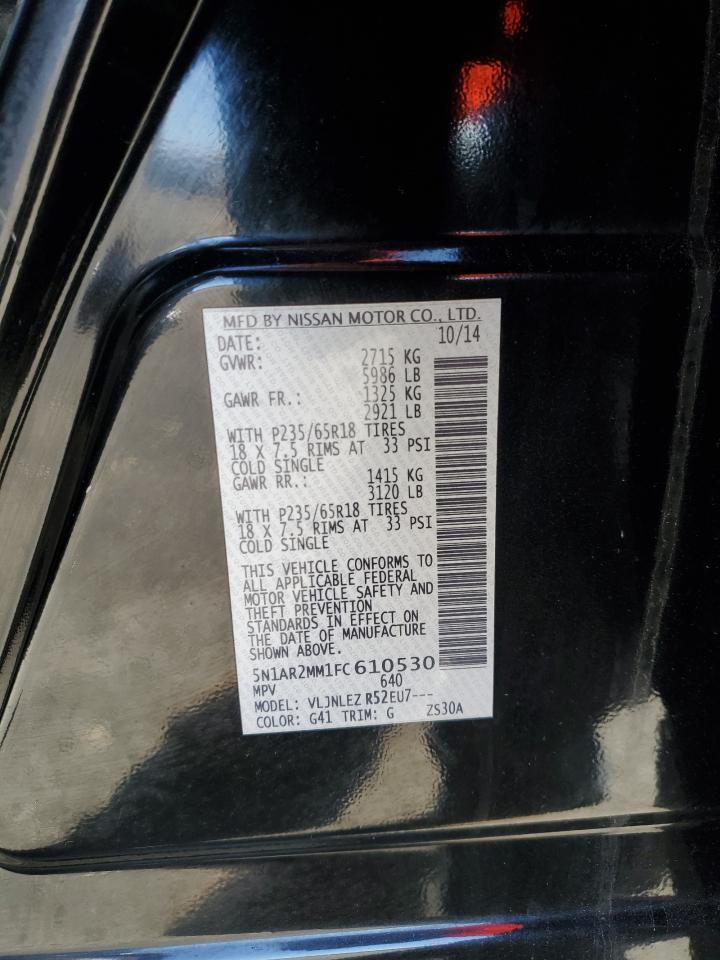 MFD BY NISSAN MOTOR CO., LTD.
DATE: 10/14
GVWR: 2715 KG
5986 LB
GAWR FR.: 1325 KG
2921 LB
WITH P235/65R18 TIRES
18 X 7.5 RIMS AT 33 PSI
COLD SINGLE
GAWR RR.: 1415 KG
3120 LB
WITH P235/65R18 TIRES
18 X 7.5 RIMS AT 33 PSI
COLD SINGLE
THIS VEHICLE CONFORMS TO
ALL APPLICABLE FEDERAL
MOTOR VEHICLE SAFETY AND
THEFT PREVENTION
STANDARDS IN EFFECT ON
THE DATE OF MANUFACTURE
SHOWN ABOVE.
5N1AR2MM1FC610530
MPV 640
MODEL: VLJNLEZ R52EU7---
COLOR: G41 TRIM: G ZS30A